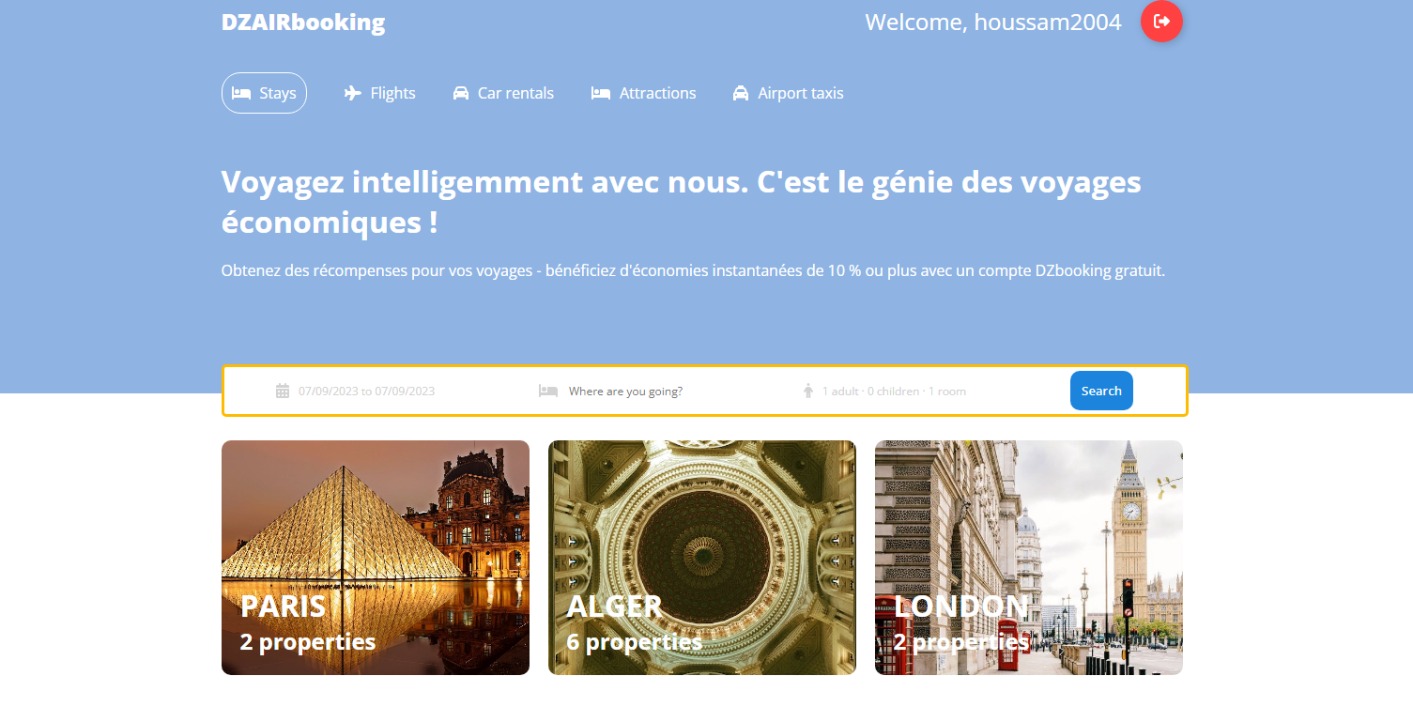 DZAIRbooking
Welcome, houssam2004
Stays
Flights
Car rentals
Attractions
Airport taxis
Voyagez intelligemment avec nous. C'est le génie des voyages
économiques !
Obtenez des récompenses pour vos voyages - bénéficiez d'économies instantanées de 10 % ou plus avec un compte DZbooking gratuit.
07/09/2023 to 07/09/2023
Where are you going?
1 adult · 0 children · 1 room
Search
PARIS
2 properties
ALGER
6 properties
LONDON
2 properties